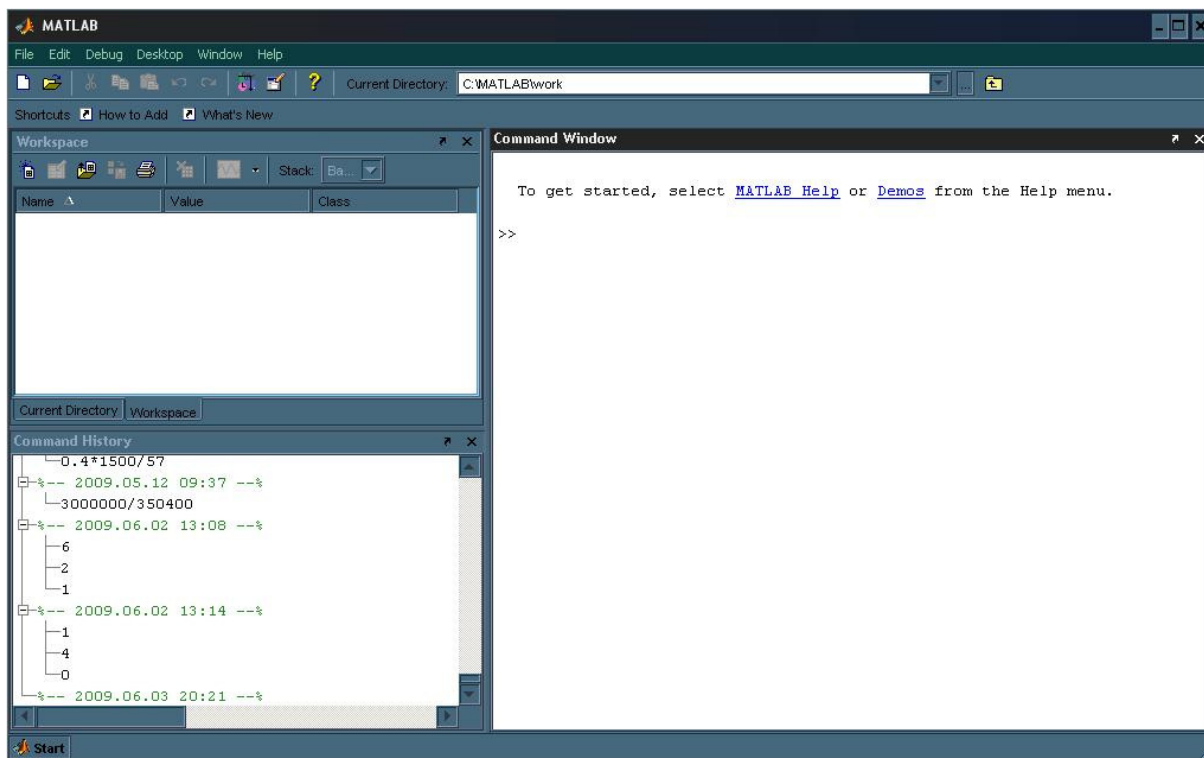 MATLAB
File Edit Debug Desktop Window Help
? Current Directory: C:\MATLAB\work ...
Shortcuts How to Add What's New
Workspace
Stack: Ba...
Name Value Class
Current Directory Workspace
Command History
0.4*1500/57
%-- 2009.05.12 09:37 --%
3000000/350400
%-- 2009.06.02 13:08 --%
6
2
1
%-- 2009.06.02 13:14 --%
1
4
0
%-- 2009.06.03 20:21 --%
Command Window
To get started, select MATLAB Help or Demos from the Help menu.
>>
Start